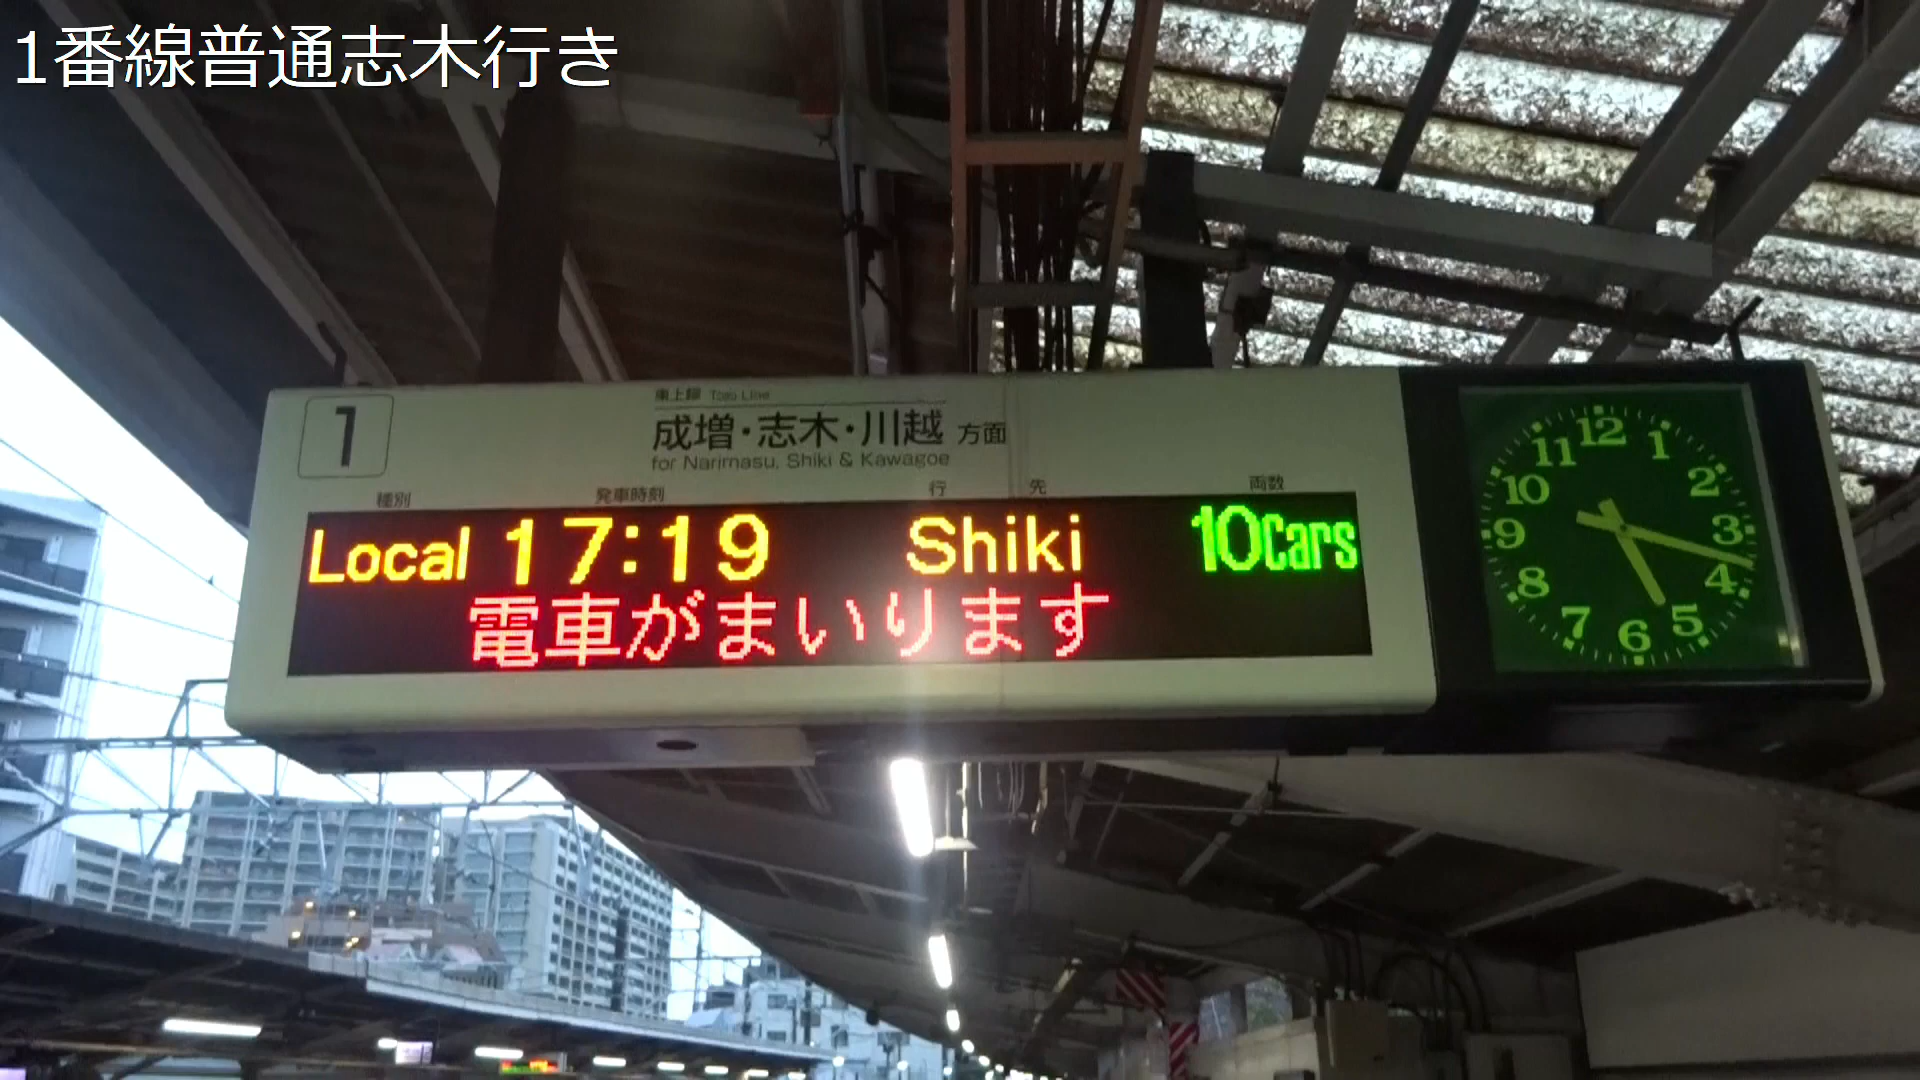 1番線普通志木行き
1
東上線 Tojo Line
成増・志木・川越 方面
for Narimasu, Shiki & Kawagoe
種別 発車時刻 行先 両数
Local 17:19 Shiki 10Cars
電車がまいります
12
1
2
3
4
5
6
7
8
9
10
11